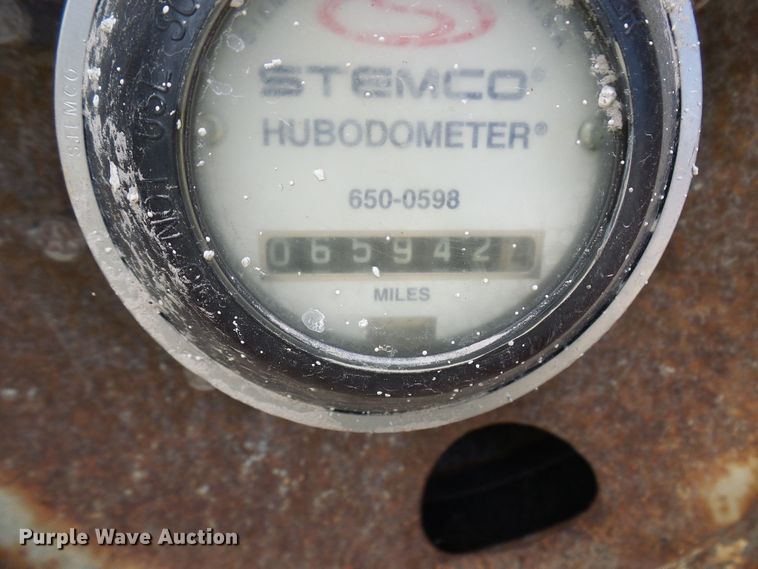 STEMCO®
HUBODOMETER®
650-0598
065942
MILES
STEMCO
Purple Wave Auction